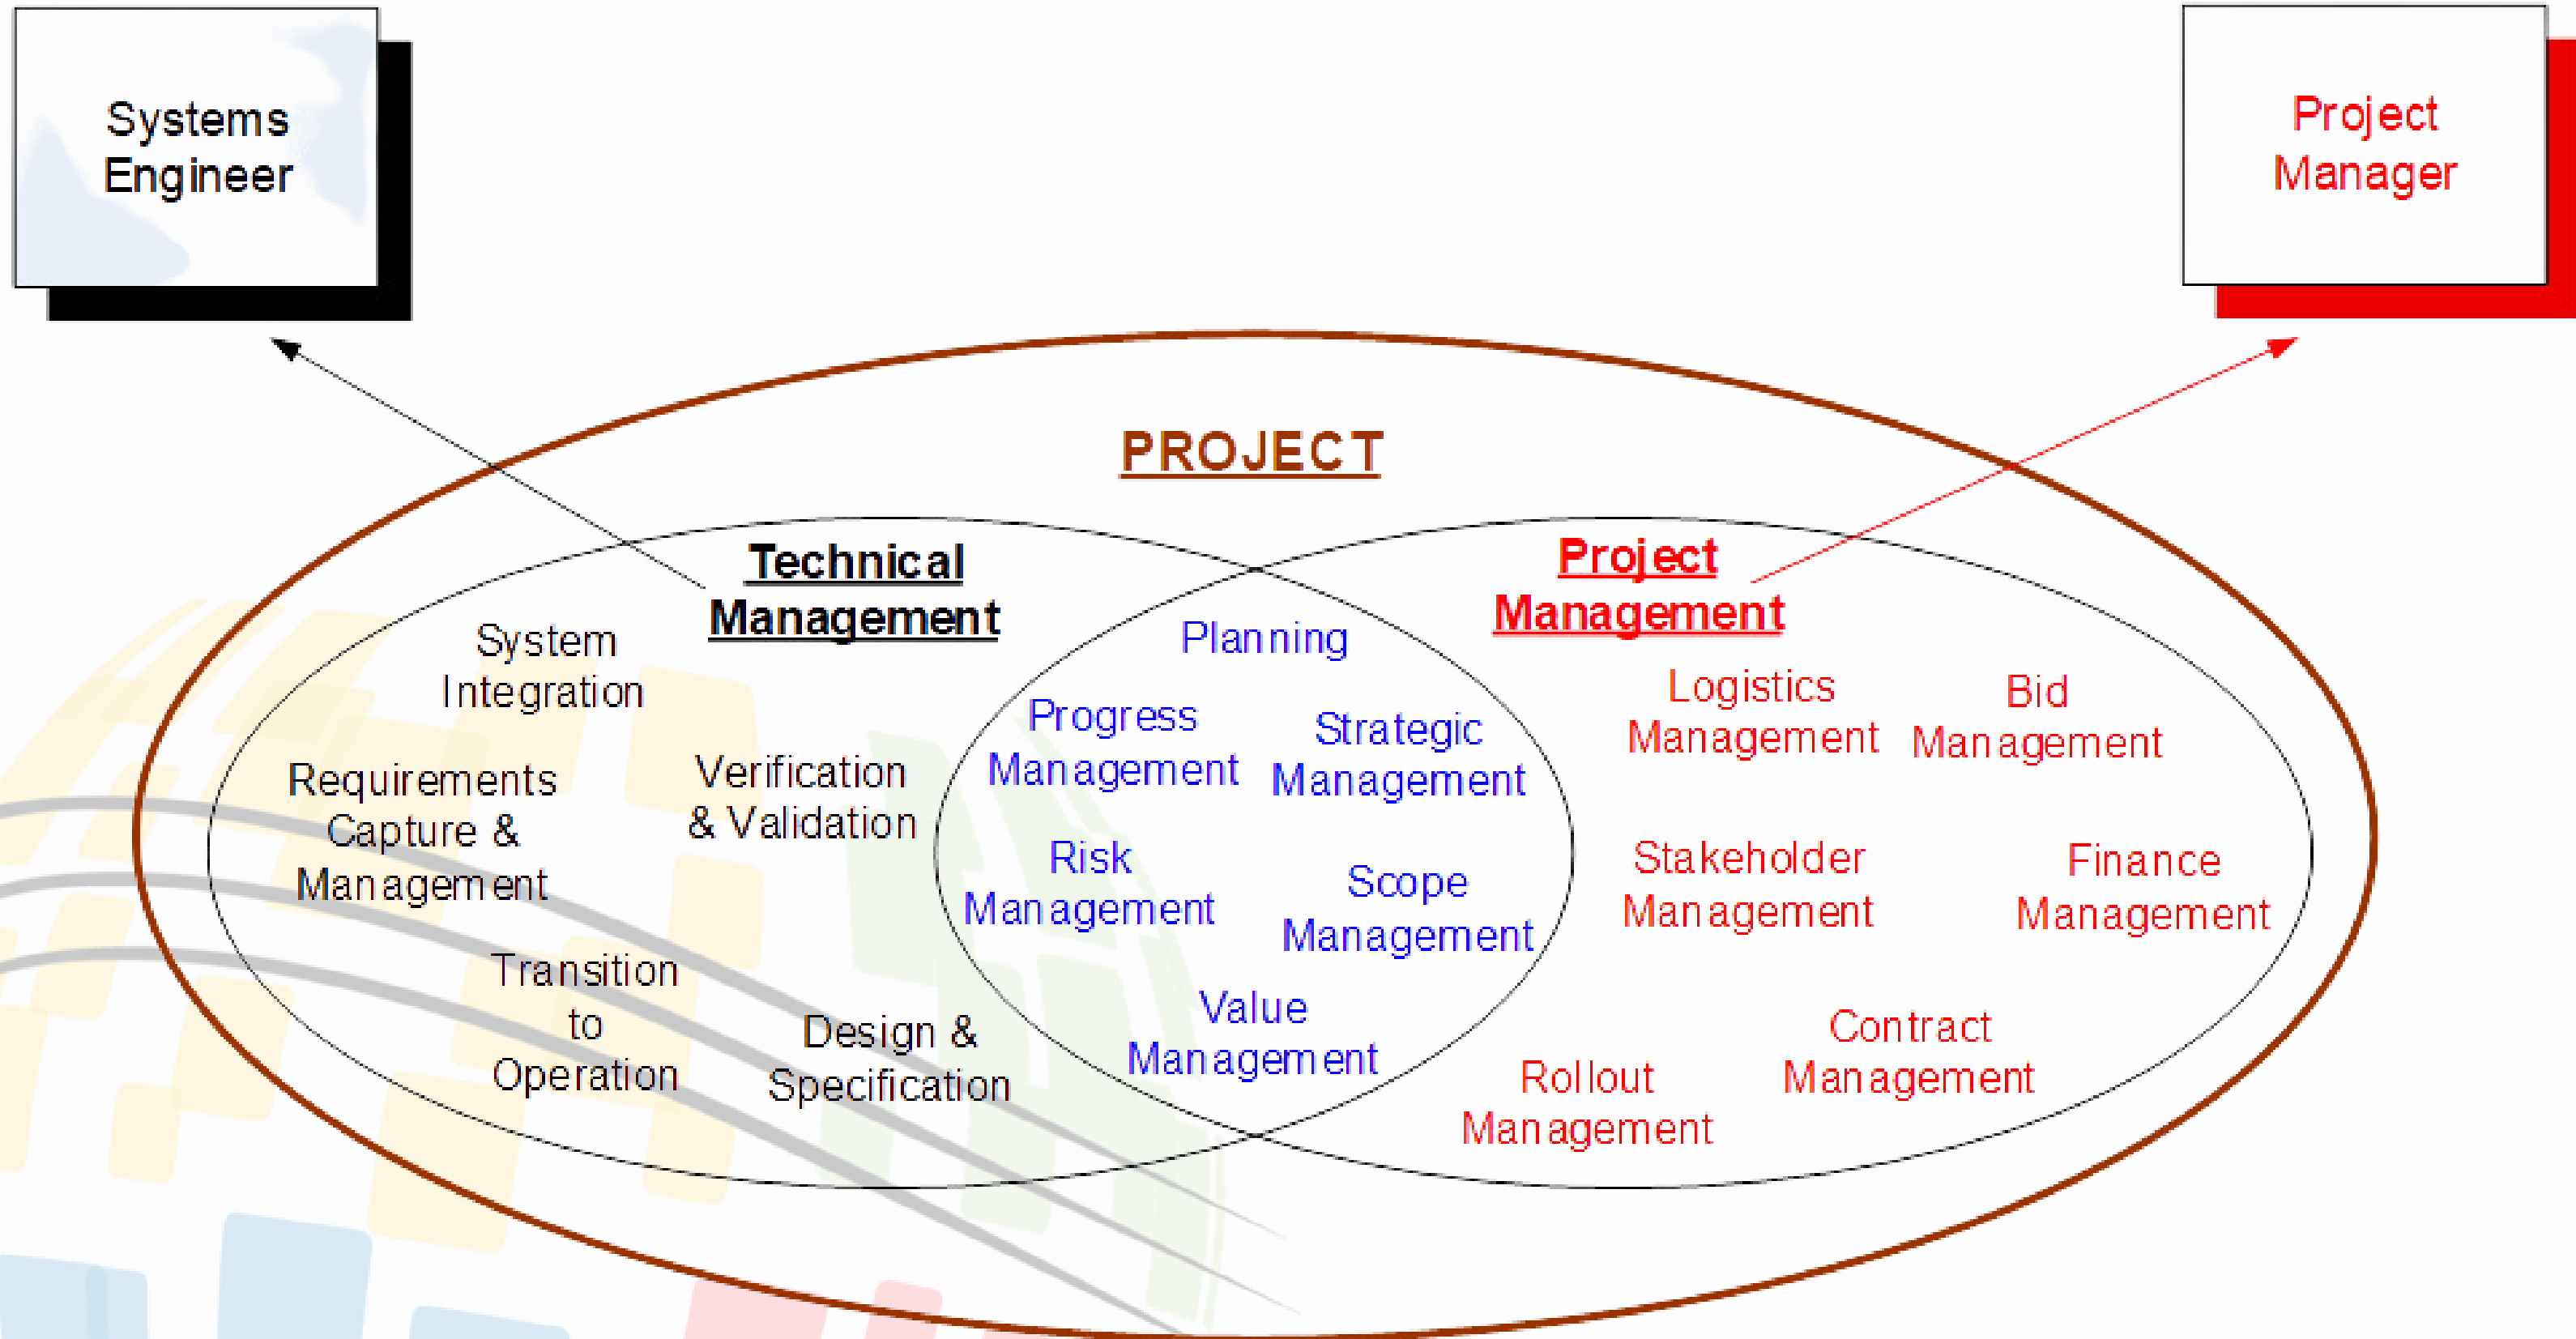 Systems
Engineer
Project
Manager
PROJECT
Technical
Management
Project
Management
System
Integration
Requirements
Capture &
Management
Verification
& Validation
Transition
to
Operation
Design &
Specification
Planning
Progress
Management
Strategic
Management
Risk
Management
Scope
Management
Value
Management
Logistics
Management
Bid
Management
Stakeholder
Management
Finance
Management
Contract
Management
Rollout
Management